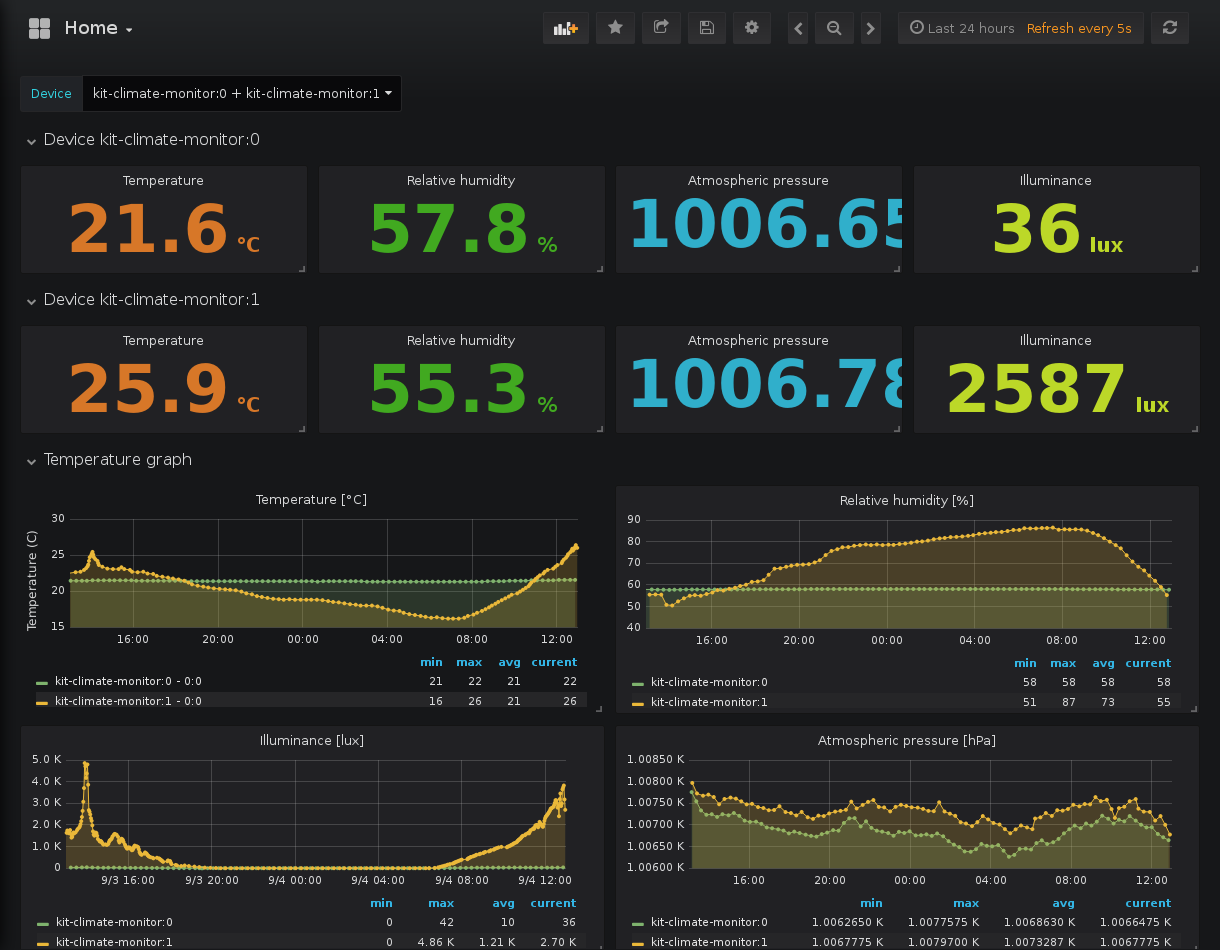 Home
Last 24 hours Refresh every 5s
Device kit-climate-monitor:0 + kit-climate-monitor:1
Device kit-climate-monitor:0
Temperature Relative humidity Atmospheric pressure Illuminance
21.6 °C 57.8 % 1006.65 36 lux
Device kit-climate-monitor:1
Temperature Relative humidity Atmospheric pressure Illuminance
25.9 °C 55.3 % 1006.78 2587 lux
Temperature graph
Temperature [°C]
Temperature (C)
30
25
20
15
16:00 20:00 00:00 04:00 08:00 12:00
min max avg current
kit-climate-monitor:0 - 0:0 21 22 21 22
kit-climate-monitor:1 - 0:0 16 26 21 26
Relative humidity [%]
90
80
70
60
50
40
16:00 20:00 00:00 04:00 08:00 12:00
min max avg current
kit-climate-monitor:0 58 58 58 58
kit-climate-monitor:1 51 87 73 55
Illuminance [lux]
5.0 K
4.0 K
3.0 K
2.0 K
1.0 K
0
9/3 16:00 9/3 20:00 9/4 00:00 9/4 04:00 9/4 08:00 9/4 12:00
min max avg current
kit-climate-monitor:0 0 42 10 36
kit-climate-monitor:1 0 4.86 K 1.21 K 2.70 K
Atmospheric pressure [hPa]
1.00850 K
1.00800 K
1.00750 K
1.00700 K
1.00650 K
1.00600 K
16:00 20:00 00:00 04:00 08:00 12:00
min max avg current
kit-climate-monitor:0 1.0062650 K 1.0077575 K 1.0068630 K 1.0066475 K
kit-climate-monitor:1 1.0067775 K 1.0079700 K 1.0073287 K 1.0067775 K